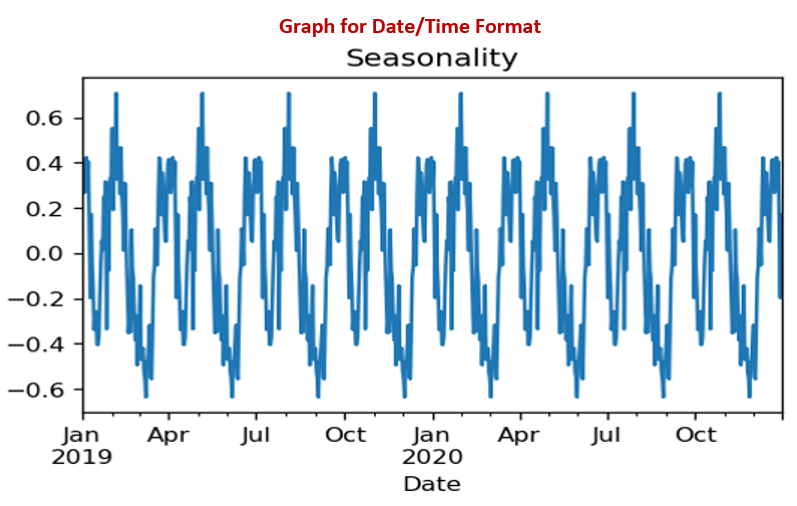 Graph for Date/Time Format
Seasonality
0.6
0.4
0.2
0.0
−0.2
−0.4
−0.6
Jan Apr Jul Oct Jan Apr Jul Oct
2019 2020
Date